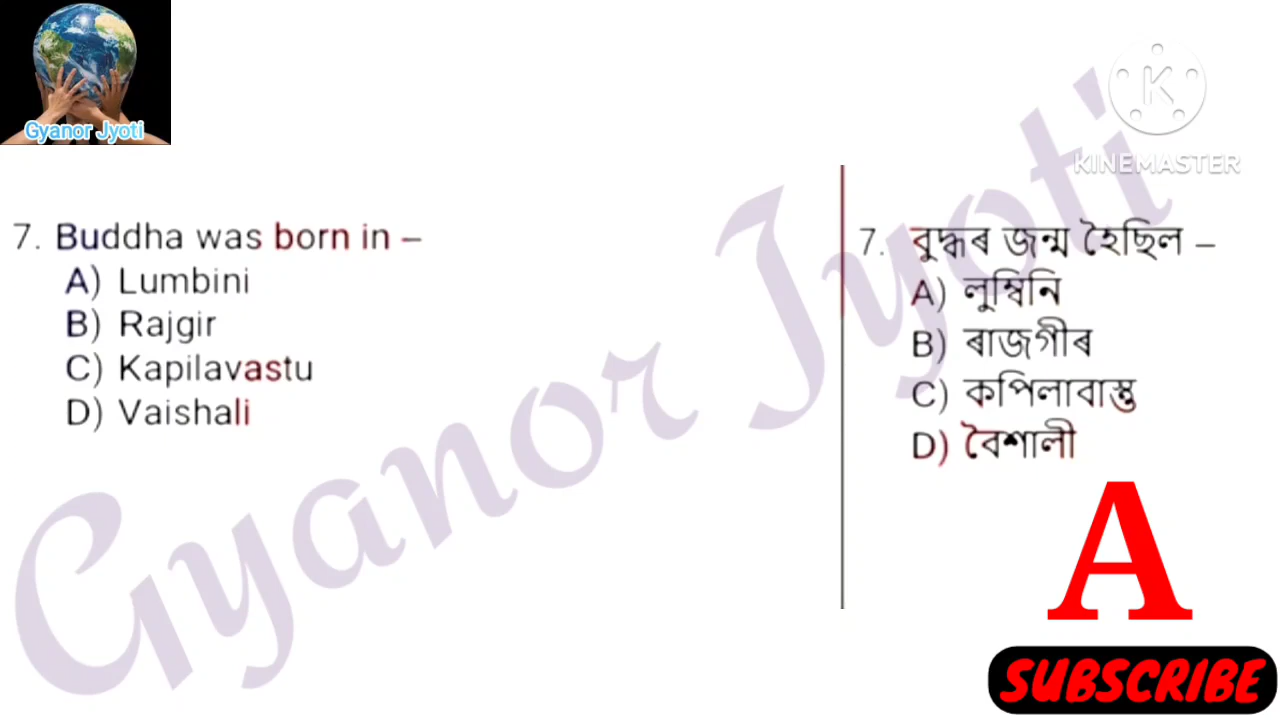 Gyanor Jyoti
K
KINEMASTER
7. Buddha was born in –
A) Lumbini
B) Rajgir
C) Kapilavastu
D) Vaishali
7. বুদ্ধৰ জন্ম হৈছিল –
A) লুম্বিনি
B) ৰাজগীৰ
C) কপিলাবাস্তু
D) বৈশালী
A
SUBSCRIBE
Gyanor Jyoti